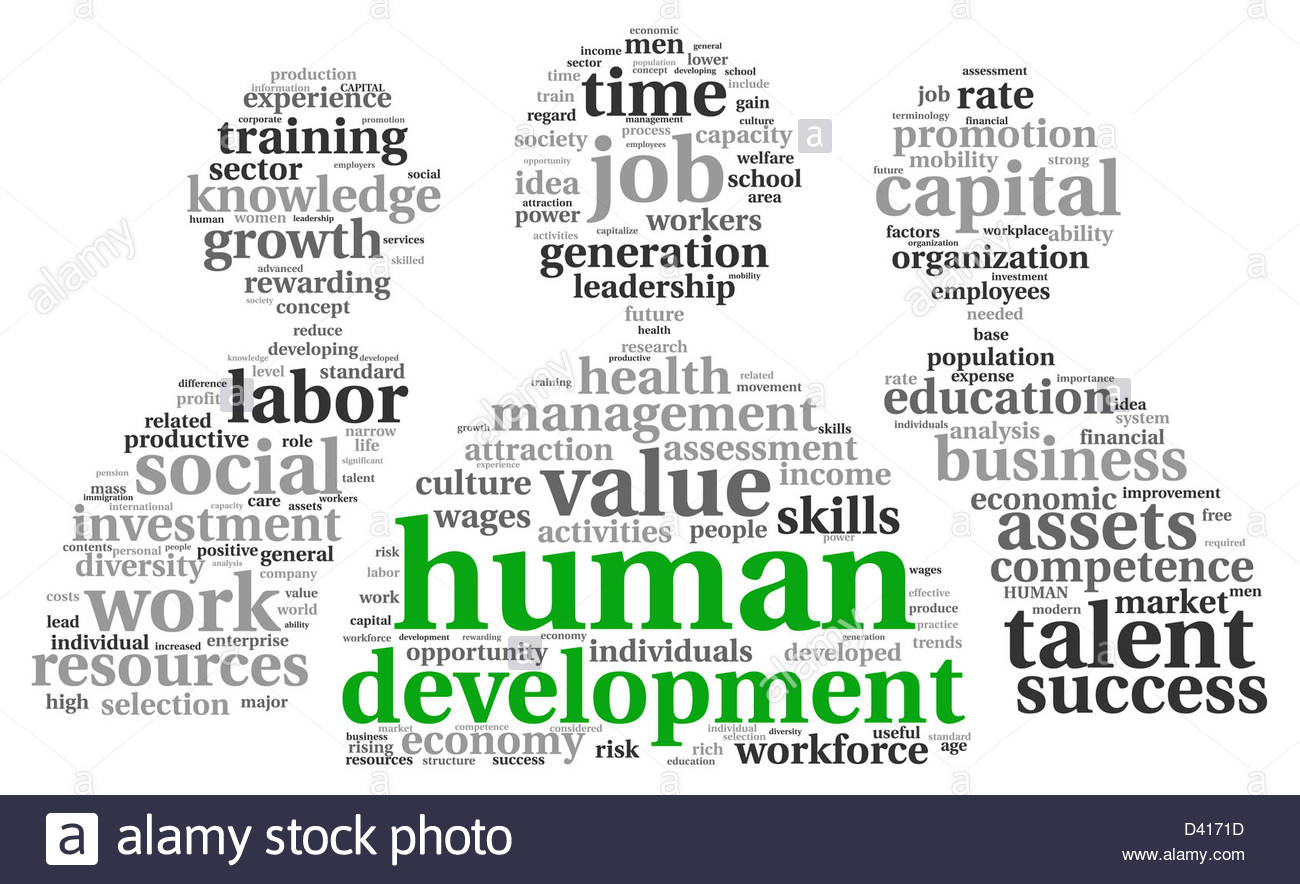 economic
income men general
sector population lower
time concept developing school
time include
train gain
regard management culture
society process capacity a
employees
opportunity job welfare
idea school
attraction area
power workers
activities capitalize
generation
leadership mobility
future
health
research
productive
training health related
movement
management
growth skills
attraction assessment
experience
culture value income
wages skills
activities people power
production
information CAPITAL
experience
corporate promotion
training
sector employers
social
knowledge
human women leadership
growth services
advanced skilled
rewarding
society concept
reduce
developing
knowledge developed
level standard
difference labor
profit
related narrow
productive role life
social significant
pension talent
mass care workers
immigration assets
international capacity
investment
contents personal people positive general
diversity analysis
company
costs work value
world
lead ability
individual increased enterprise
resources
high selection major
assessment
job rate
terminology financial
promotion
mobility strong
future capital
factors workplace ability
organization
organization
investment
employees
needed
base
population
rate expense importance
education idea
individuals analysis system
financial
business
economic improvement
assets free
required
competence
HUMAN market men
modern
talent
success
risk human
labor wages
work effective
capital produce
workforce development rewarding economy generation practice
opportunity individuals developed trends
development
market competence considered individual diversity useful standard
business economy selection
rising risk rich workforce age
resources structure success education
alamy
alamy
alamy
alamy
alamy
a alamy stock photo
D4171D
www.alamy.com